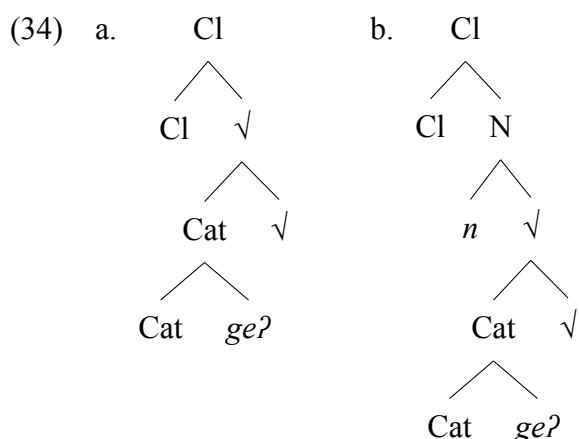 (34) a. Cl b. Cl
Cl √ Cl N
Cat √ n √
Cat geʔ Cat √
Cat geʔ